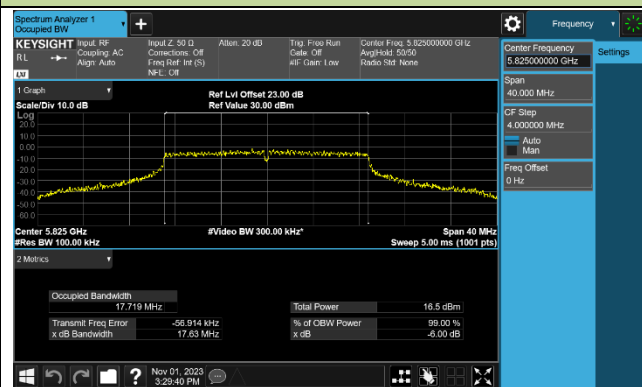 Spectrum Analyzer 1
Occupied BW
Frequency
KEYSIGHT
RL
LXI
Input: RF
Coupling: AC
Align: Auto
Input Z: 50 Ω
Corrections: Off
Freq Ref: Int (S)
NFE: Off
Atten: 20 dB
Trig: Free Run
Gate: Off
#IF Gain: Low
Center Freq: 5.825000000 GHz
Avg|Hold: 50/50
Radio Std: None
Center Frequency
5.825000000 GHz
Settings
Span
40.000 MHz
CF Step
4.000000 MHz
Auto
Man
Freq Offset
0 Hz
1 Graph
Scale/Div 10.0 dB
Ref Lvl Offset 23.00 dB
Ref Value 30.00 dBm
Log
20.0
10.0
0.00
-10.0
-20.0
-30.0
-40.0
-50.0
-60.0
Center 5.825 GHz
#Res BW 100.00 kHz
#Video BW 300.00 kHz*
Span 40 MHz
Sweep 5.00 ms (1001 pts)
2 Metrics
Occupied Bandwidth
17.719 MHz
Total Power 16.5 dBm
Transmit Freq Error -56.914 kHz
% of OBW Power 99.00 %
x dB Bandwidth 17.63 MHz
x dB -6.00 dB
?
Nov 01, 2023
3:29:40 PM